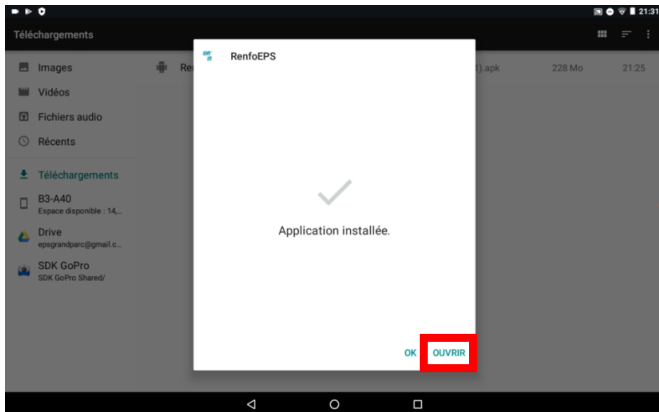 21:31
Téléchargements
RenfoEPS
Images
Re
1).apk
228 Mo
21:25
Vidéos
Fichiers audio
Récents
Téléchargements
B3-A40
Espace disponible : 14,...
Drive
epsgrandparc@gmail.c...
SDK GoPro
SDK GoPro Shared/
Application installée.
OK
OUVRIR